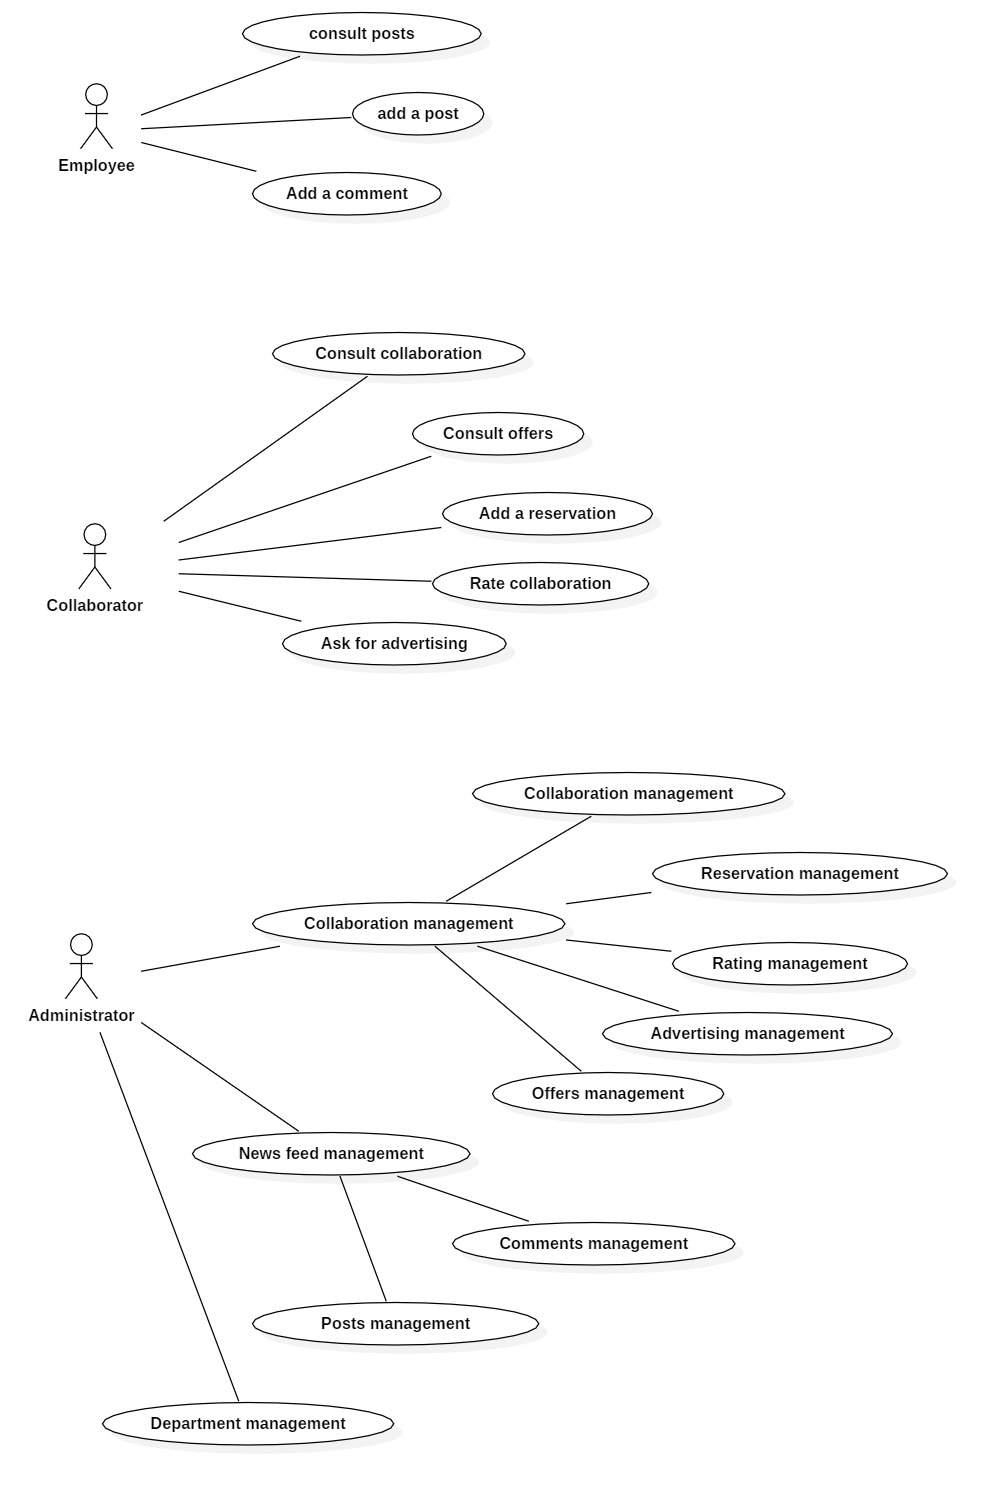 consult posts
add a post
Employee
Add a comment
Consult collaboration
Consult offers
Add a reservation
Rate collaboration
Collaborator
Ask for advertising
Collaboration management
Reservation management
Collaboration management
Rating management
Administrator
Advertising management
Offers management
News feed management
Comments management
Posts management
Department management